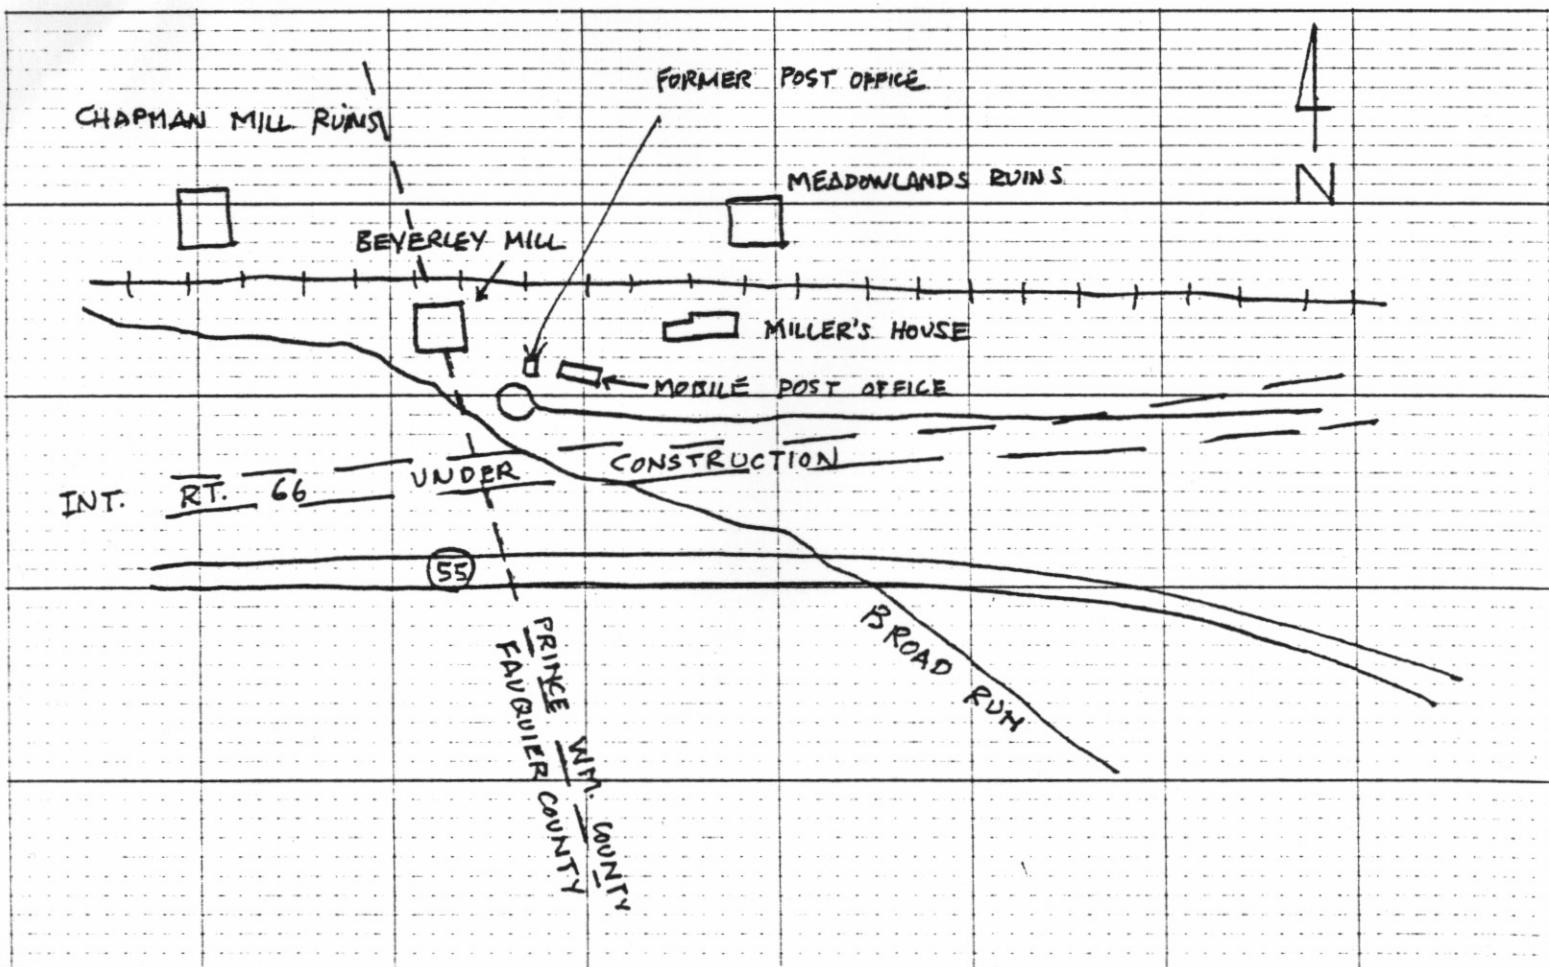 FORMER POST OFFICE
CHAPMAN MILL RUINS
MEADOWLANDS RUINS
N
BEVERLEY MILL
MILLER'S HOUSE
MOBILE POST OFFICE
INT. RT. 66 UNDER CONSTRUCTION
55
PRINCE WM. COUNTY
FAUQUIER COUNTY
BROAD RUN